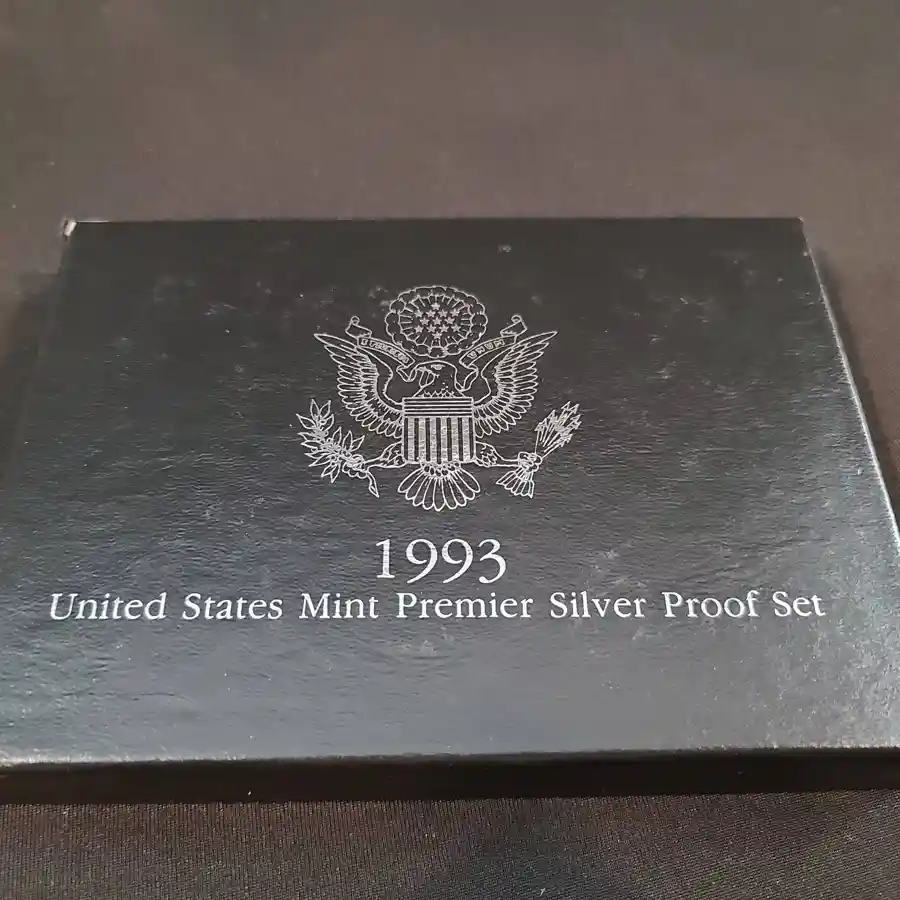 1993
United States Mint Premier Silver Proof Set